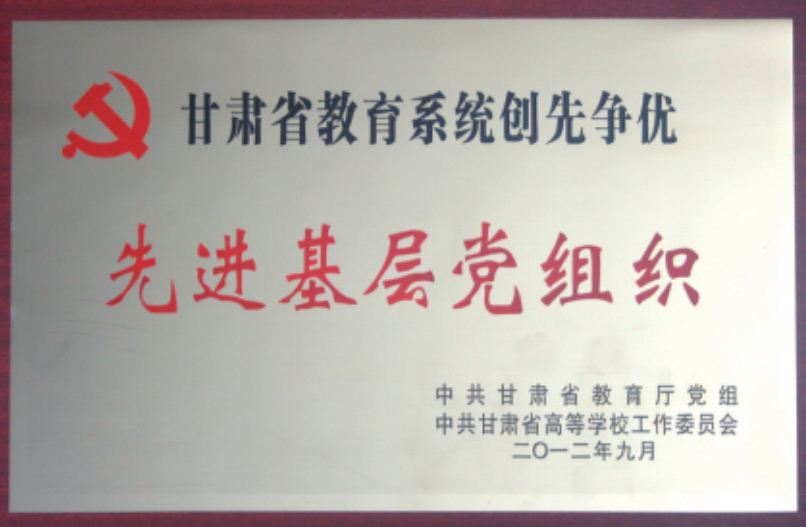 甘肃省教育系统创先争优
先进基层党组织
中共甘肃省教育厅党组
中共甘肃省高等学校工作委员会
二〇一二年九月